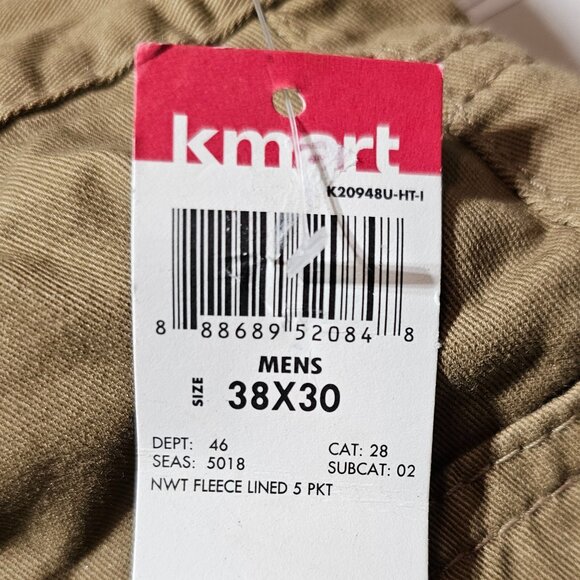 kmart
K20948U-HT-I
8 88689 52084 8
MENS
SIZE 38X30
DEPT: 46 CAT: 28
SEAS: 5018 SUBCAT: 02
NWT FLEECE LINED 5 PKT